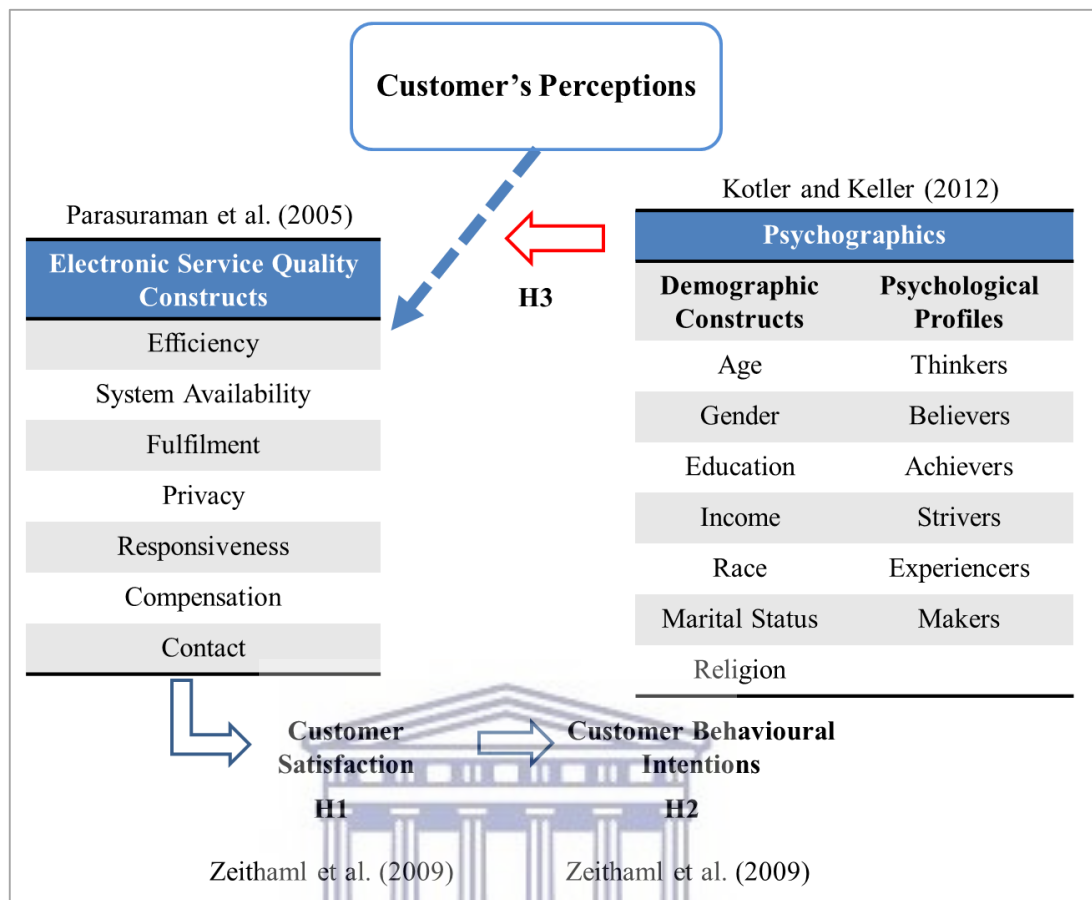 Customer's Perceptions
Parasuraman et al. (2005)
Electronic Service Quality
Constructs
Efficiency
System Availability
Fulfilment
Privacy
Responsiveness
Compensation
Contact
H3
Kotler and Keller (2012)
Psychographics
Demographic
Constructs
Psychological
Profiles
Age
Thinkers
Gender
Believers
Education
Achievers
Income
Strivers
Race
Experiencers
Marital Status
Makers
Religion
Customer
Satisfaction
H1
Zeithaml et al. (2009)
Customer Behavioural
Intentions
H2
Zeithaml et al. (2009)